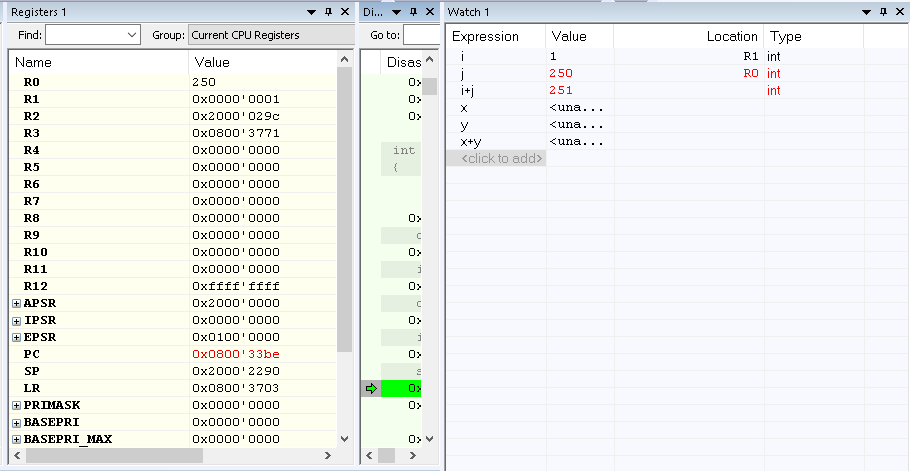 Registers 1
Find:
Group: Current CPU Registers
Name Value
R0 250
R1 0x0000'0001
R2 0x2000'029c
R3 0x0800'3771
R4 0x0000'0000
R5 0x0000'0000
R6 0x0000'0000
R7 0x0000'0000
R8 0x0000'0000
R9 0x0000'0000
R10 0x0000'0000
R11 0x0000'0000
R12 0xffff'ffff
APSR 0x2000'0000
IPSR 0x0000'0000
EPSR 0x0100'0000
PC 0x0800'33be
SP 0x2000'2290
LR 0x0800'3703
PRIMASK 0x0000'0000
BASEPRI 0x0000'0000
BASEPRI_MAX 0x0000'0000
Di...
Go to:
Disas
0x
0x
0x
int
{
0x
0x
i
0x
i
0x
s
0x
0x
0x
Watch 1
Expression Value Location Type
i 1 R1 int
j 250 R0 int
i+j 251 int
x <una...
y <una...
x+y <una...
<click to add>